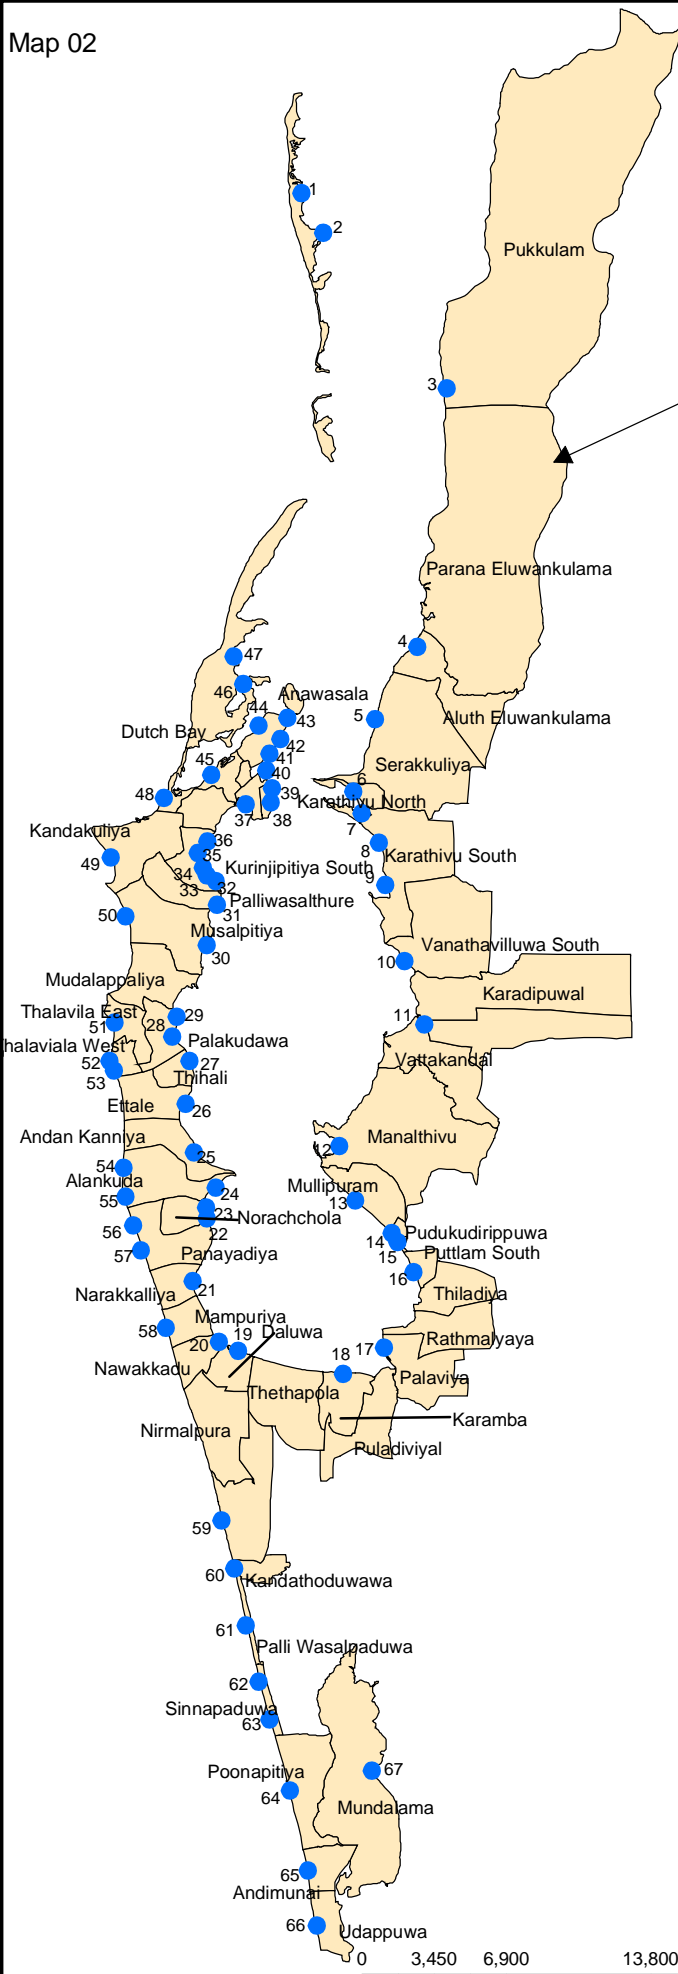 Map 02
1
2
Pukkulam
3
Parana Eluwankulama
4
47
46
Anawasala
44
43
5
Aluth Eluwankulama
Dutch Bay
42
41
Serakkuliya
45
40
6
48
39
Karathivu North
38
37
7
Kandakuliya
36
8
Karathivu South
35
49
34
Kurinjipitiya South
33
32
9
31
Palliwasalthure
50
Musalpitiya
30
Vanathavilluwa South
10
Mudalappaliya
Karadipuwal
Thalavila East
29
51
28
11
Palakudawa
halaviala West
52
27
Vattakandal
53
Thihali
Ettale
26
Andan Kanniya
Manalthivu
12
25
54
Alankuda
24
Mullipuram
55
13
23
Norachchola
56
22
Pudukudirippuwa
14
57
Panayadiya
15
Puttlam South
16
21
Narakkalliya
Thiladiya
Mampuriya
58
Daluwa
Rathmalyaya
20
19
17
18
Nawakkadu
Palaviya
Thethapola
Karamba
Nirmalpura
Puladiviyal
59
60
Kandathoduwawa
61
Palli Wasalpaduwa
62
Sinnapaduwa
63
Poonapitiya
67
64
Mundalama
65
Andimunai
66
Udappuwa
0 3,450 6,900 13,800